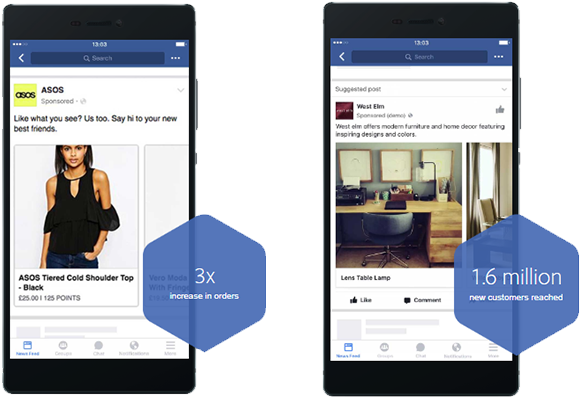 13:03
Search
asos
ASOS
Sponsored ·
Like what you see? Us too. Say hi to your new
best friends.
ASOS Tiered Cold Shoulder Top
- Black
£25.00 I 125 POINTS
Vero Moda
With Fringe
3x
increase in orders
News Feed
Groups
Chat
Notifications
More
13:03
Search
Suggested post
West Elm
Sponsored (demo)
West elm offers modern furniture and home decor featuring
inspiring designs and colors.
Lens Table Lamp
Like
Comment
1.6 million
new customers reached
News Feed
Groups
Chat
Notifications
More